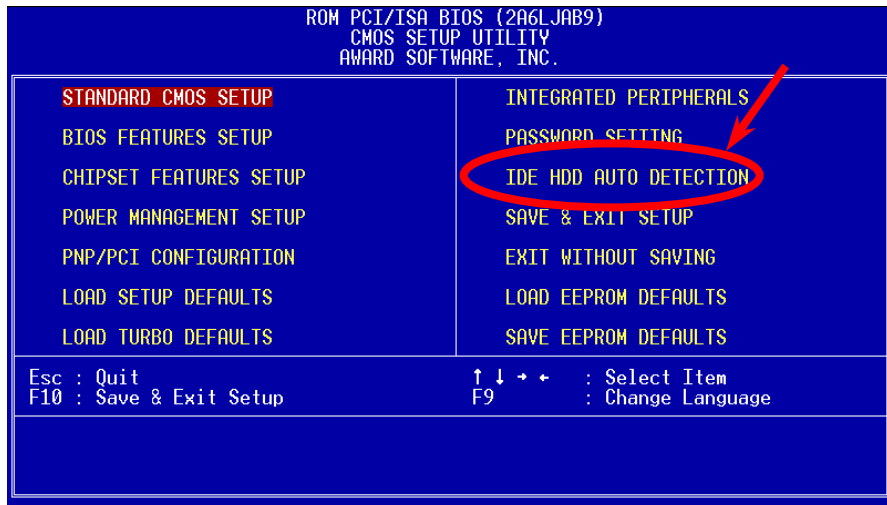 ROM PCI/ISA BIOS (2A6LJAB9)
CMOS SETUP UTILITY
AWARD SOFTWARE, INC.
STANDARD CMOS SETUP
BIOS FEATURES SETUP
CHIPSET FEATURES SETUP
POWER MANAGEMENT SETUP
PNP/PCI CONFIGURATION
LOAD SETUP DEFAULTS
LOAD TURBO DEFAULTS
INTEGRATED PERIPHERALS
PASSWORD SETTING
IDE HDD AUTO DETECTION
SAVE & EXIT SETUP
EXIT WITHOUT SAVING
LOAD EEPROM DEFAULTS
SAVE EEPROM DEFAULTS
Esc : Quit
F10 : Save & Exit Setup
↑ ↓ → ← : Select Item
F9 : Change Language